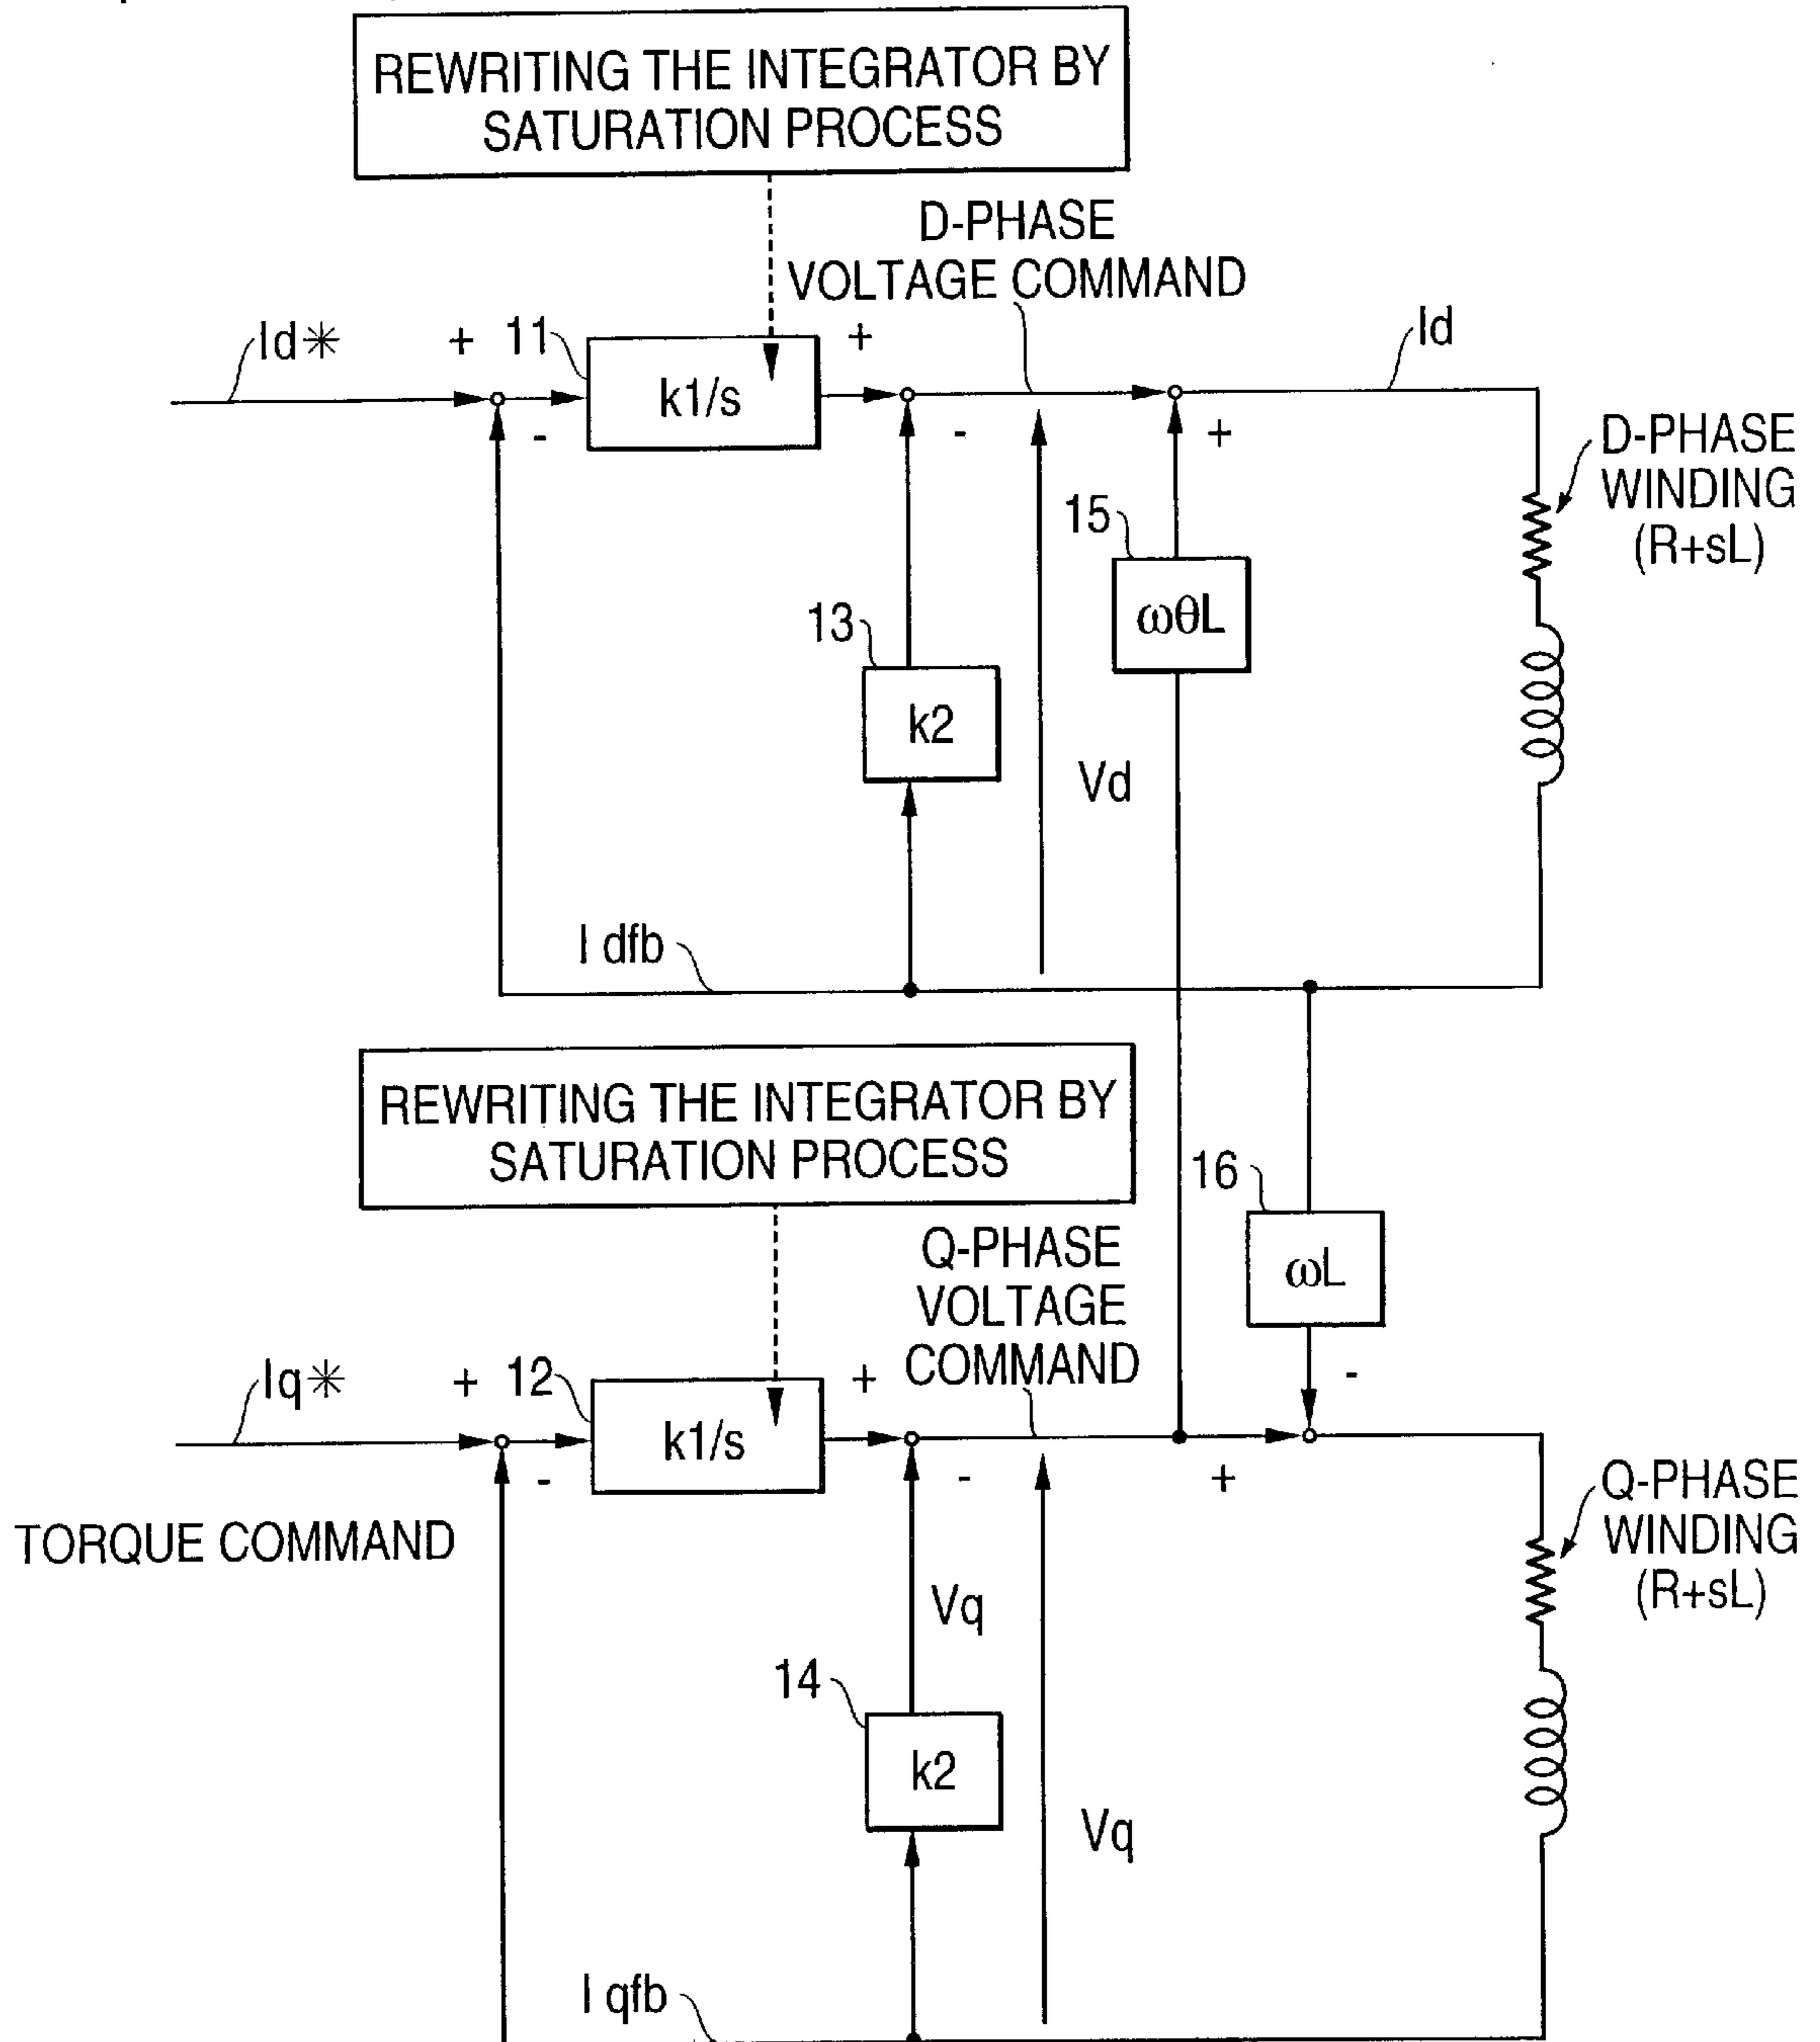 REWRITING THE INTEGRATOR BY
SATURATION PROCESS
D-PHASE
VOLTAGE COMMAND
Id✳
+
11
+
Id
k1/s
-
-
+
D-PHASE
WINDING
(R+sL)
15
ωθL
13
k2
Vd
I dfb
REWRITING THE INTEGRATOR BY
SATURATION PROCESS
16
Q-PHASE
VOLTAGE
COMMAND
ωL
Iq✳
+
12
+
-
k1/s
-
-
+
Q-PHASE
WINDING
(R+sL)
TORQUE COMMAND
Vq
14
k2
Vq
I qfb